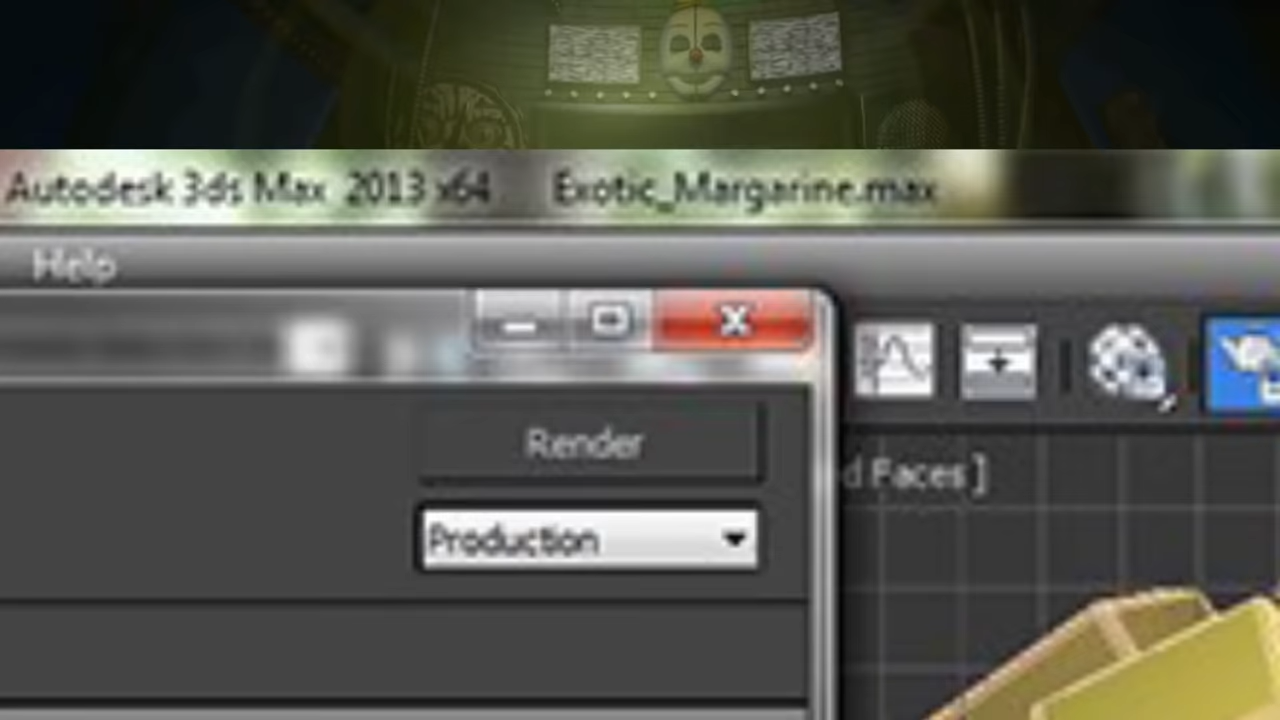 Autodesk 3ds Max 2013 x64 Exotic_Margarine.max
Help
Render
d Faces ]
Production